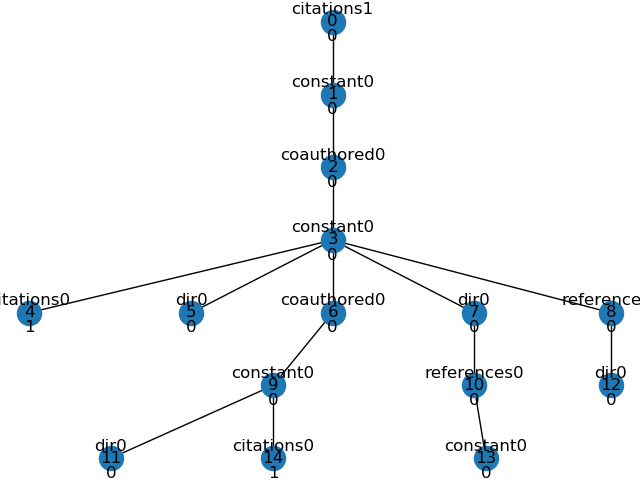 citations1
0
0
constant0
1
0
coauthored0
2
0
constant0
3
0
itations0 dir0 coauthored0 dir0 reference
4 5 6 7 8
1 0 0 0 0
constant0 references0 dir0
9 10 12
0 0 0
dir0 citations0 constant0
11 14 13
0 1 0